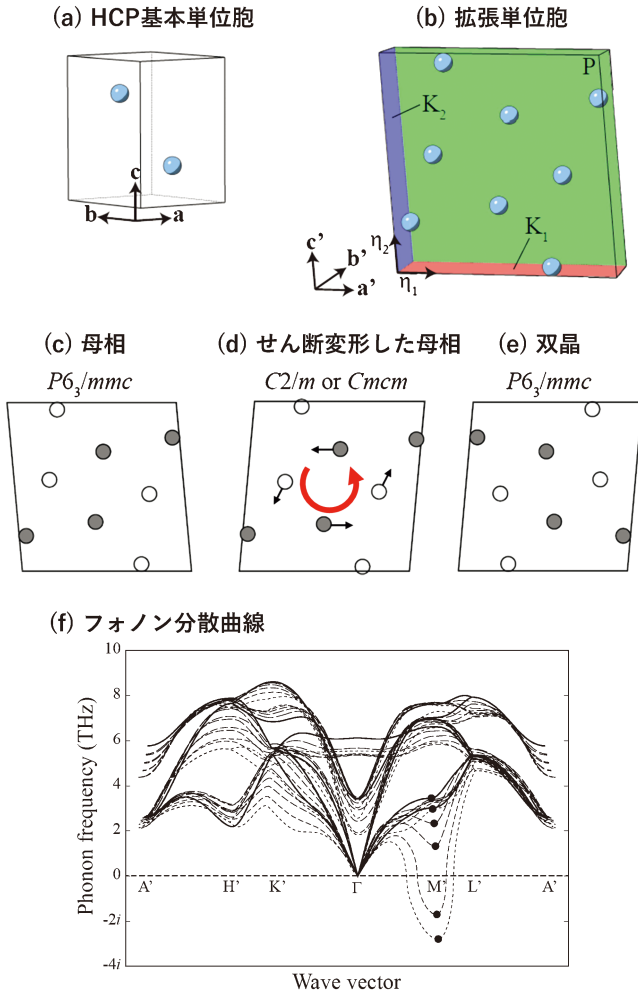 (a) HCP基本単位胞
(b) 拡張単位胞
c
b
a
P
K₂
K₁
c’
b’
a’
η₂
η₁
(c) 母相
(d) せん断変形した母相
(e) 双晶
P6₃/mmc
C2/m or Cmcm
P6₃/mmc
(f) フォノン分散曲線
Phonon frequency (THz)
10
8
6
4
2
0
-2i
-4i
A’
H’
K’
Γ
M’
L’
A’
Wave vector